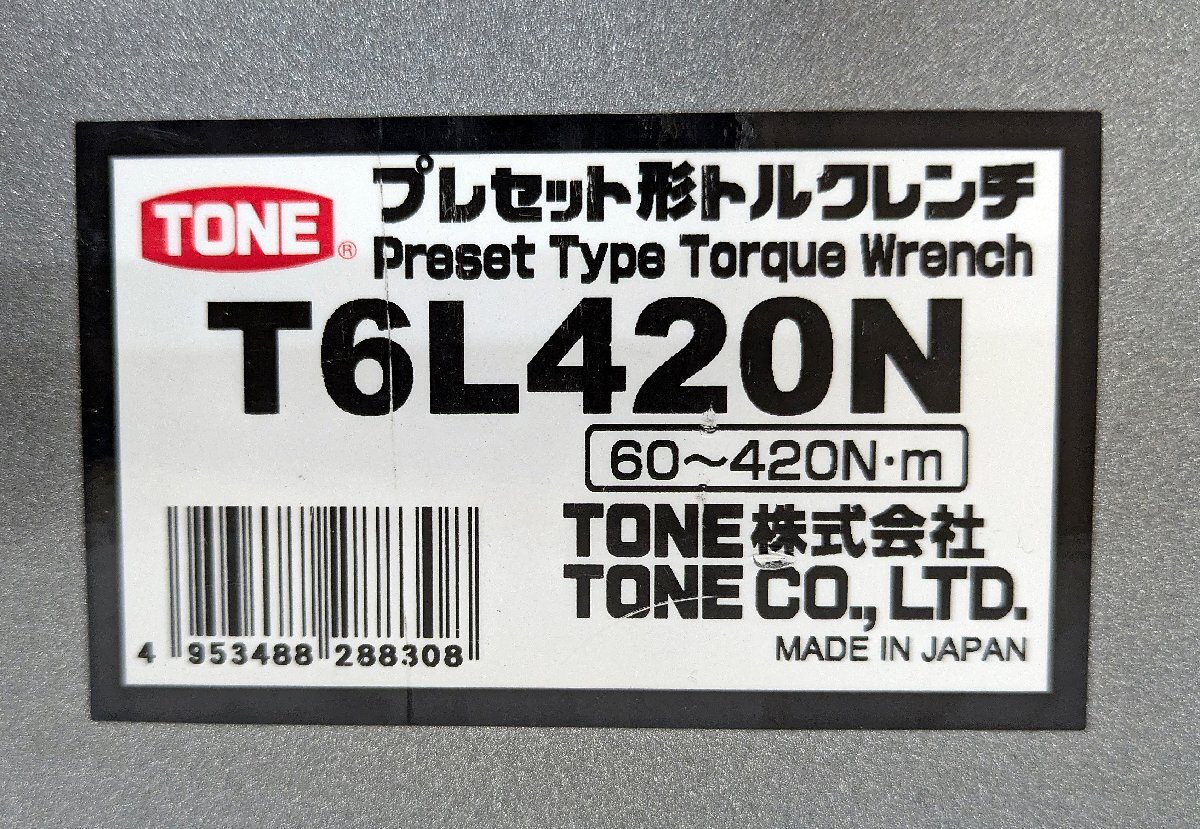 TONE®
プレセット形トルクレンチ
Preset Type Torque Wrench
T6L420N
60～420N·m
TONE株式会社
TONE CO., LTD.
MADE IN JAPAN
4 953488 288308